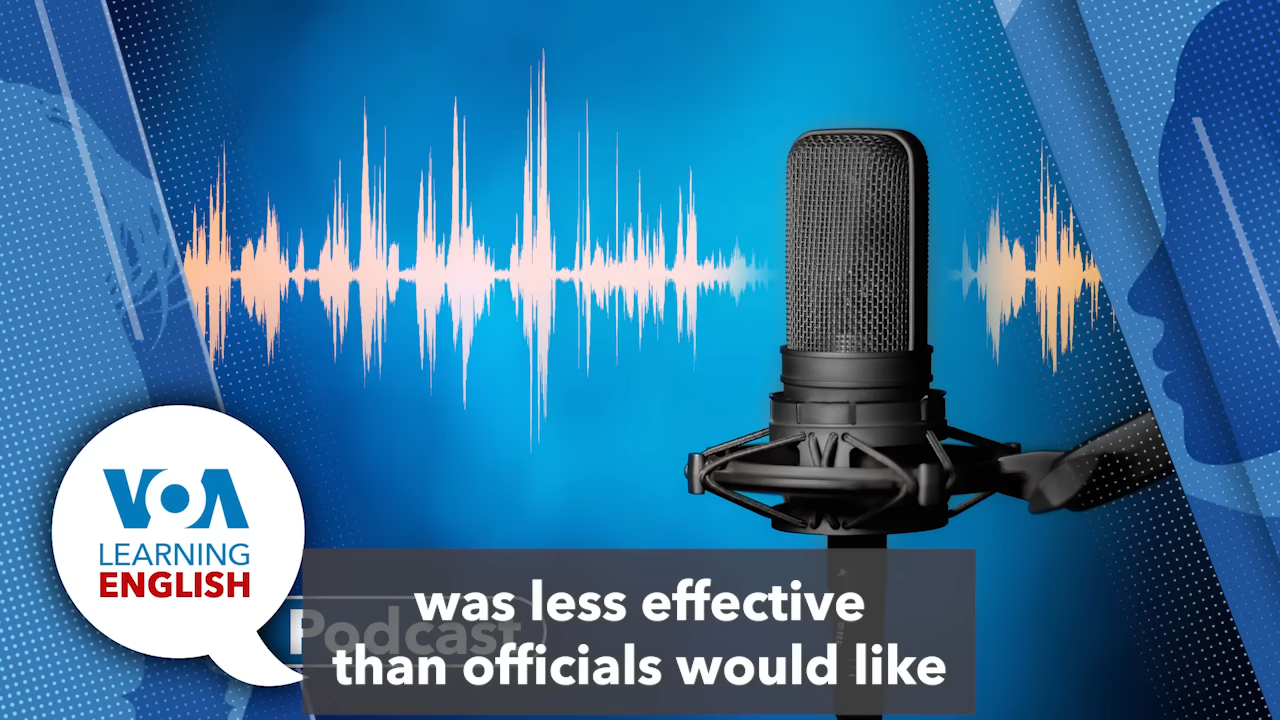 VOA
LEARNING
ENGLISH
Podcast
was less effective
than officials would like